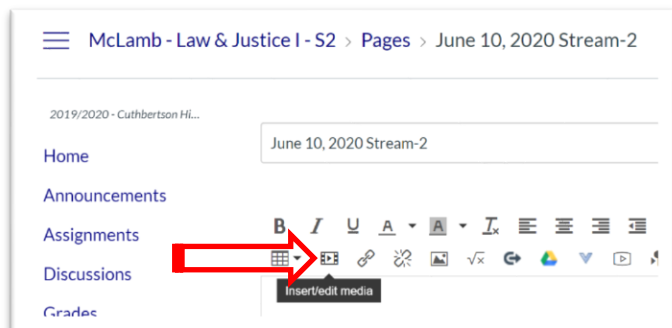 McLamb - Law & Justice I - S2 > Pages > June 10, 2020 Stream-2
2019/2020 - Cuthbertson Hi...
Home
Announcements
Assignments
Discussions
Grades
June 10, 2020 Stream-2
B I U A A Tx
√x
Insert/edit media